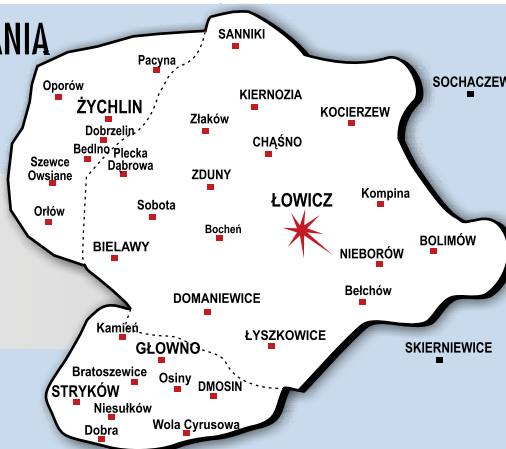 ANIA
SANNIKI
Pacyna
SOCHACZEW
Oporów
KIERNOZIA
ŻYCHLIN
KOCIERZEW
Złaków
Dobrzelin
CHĄŚNO
Bedlno
Plecka
Dąbrowa
Szewce
Owsiane
ZDUNY
ŁOWICZ
Kompina
Orłów
Sobota
Bocheń
BIELAWY
NIEBORÓW
BOLIMÓW
Bełchów
DOMANIEWICE
Kamień
GŁOWNO
ŁYSZKOWICE
SKIERNIEWICE
Bratoszewice
Osiny
DMOSIN
STRYKÓW
Niesułków
Dobra
Wola Cyrusowa